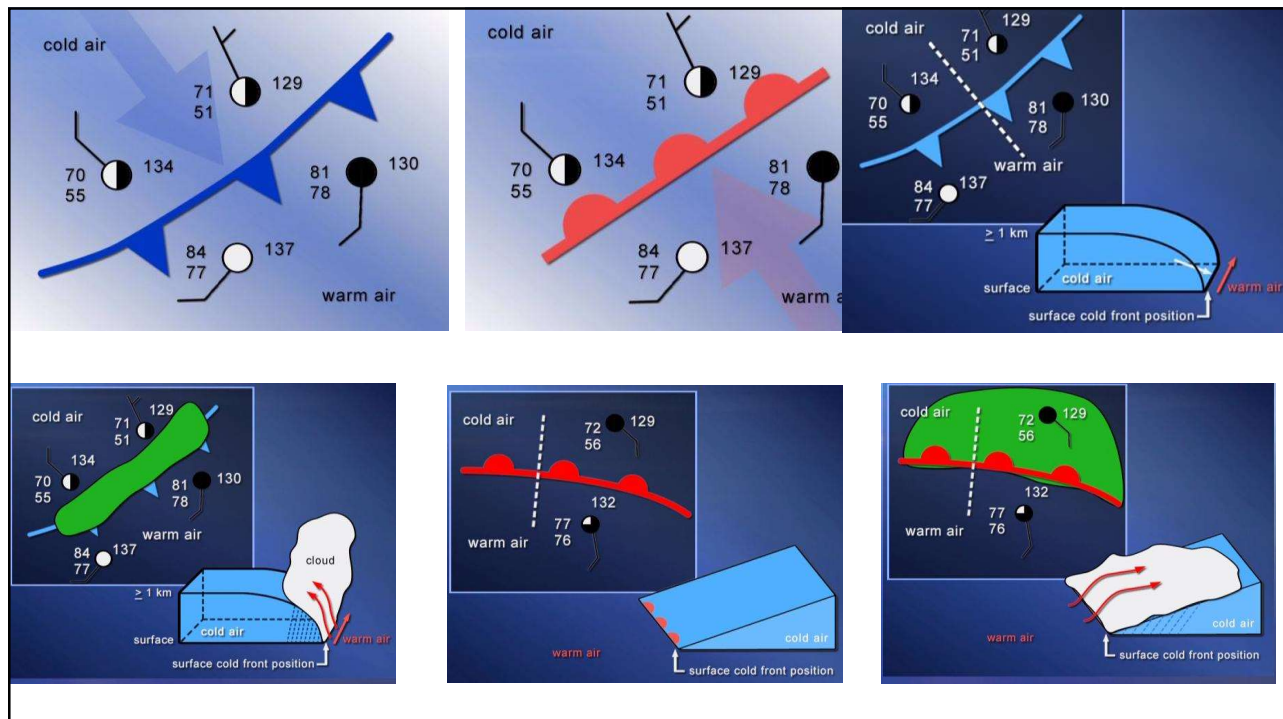 cold air
129
71
51
134
70
55
81
130
78
84
137
77
warm air
129
71
51
134
70
55
81
78
84
137
77
warm a
cold air
129
71
51
134
70
55
81
130
78
warm air
84
77
137
≥ 1 km
cold air
surface
warm air
surface cold front position
cold air
129
71
51
134
70
55
81
130
78
warm air
84
137
77
cloud
≥ 1 km
cold air
surface
warm air
surface cold front position
cold air
72
129
56
132
77
76
warm air
cold air
warm air
surface cold front position
cold air
72
129
56
132
77
76
warm air
cold air
warm air
surface cold front position